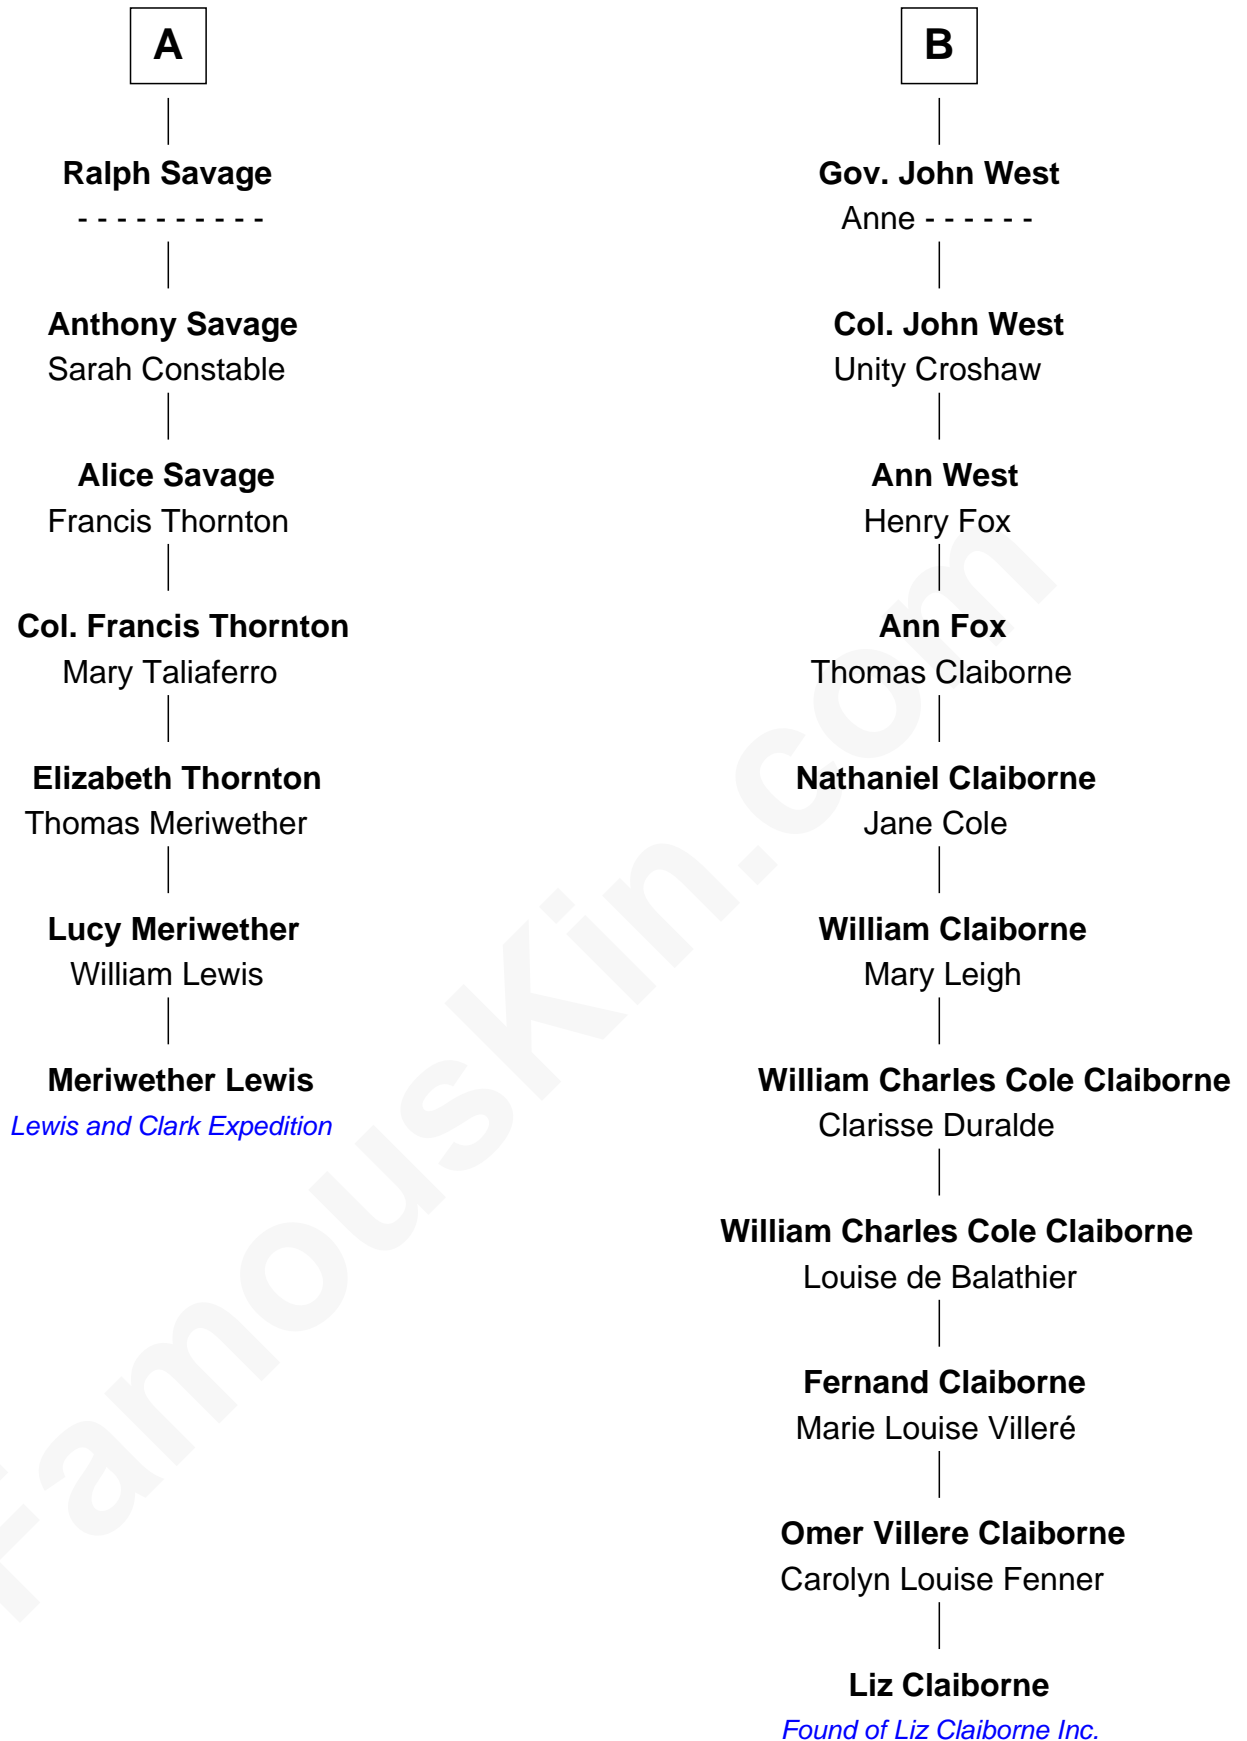 A
Ralph Savage
- - - - - - - - - -
Anthony Savage
Sarah Constable
Alice Savage
Francis Thornton
Col. Francis Thornton
Mary Taliaferro
Elizabeth Thornton
Thomas Meriwether
Lucy Meriwether
William Lewis
Meriwether Lewis
Lewis and Clark Expedition
B
Gov. John West
Anne - - - - - -
Col. John West
Unity Croshaw
Ann West
Henry Fox
Ann Fox
Thomas Claiborne
Nathaniel Claiborne
Jane Cole
William Claiborne
Mary Leigh
William Charles Cole Claiborne
Clarisse Duralde
William Charles Cole Claiborne
Louise de Balathier
Fernand Claiborne
Marie Louise Villeré
Omer Villere Claiborne
Carolyn Louise Fenner
Liz Claiborne
Found of Liz Claiborne Inc.
FamousKin.com